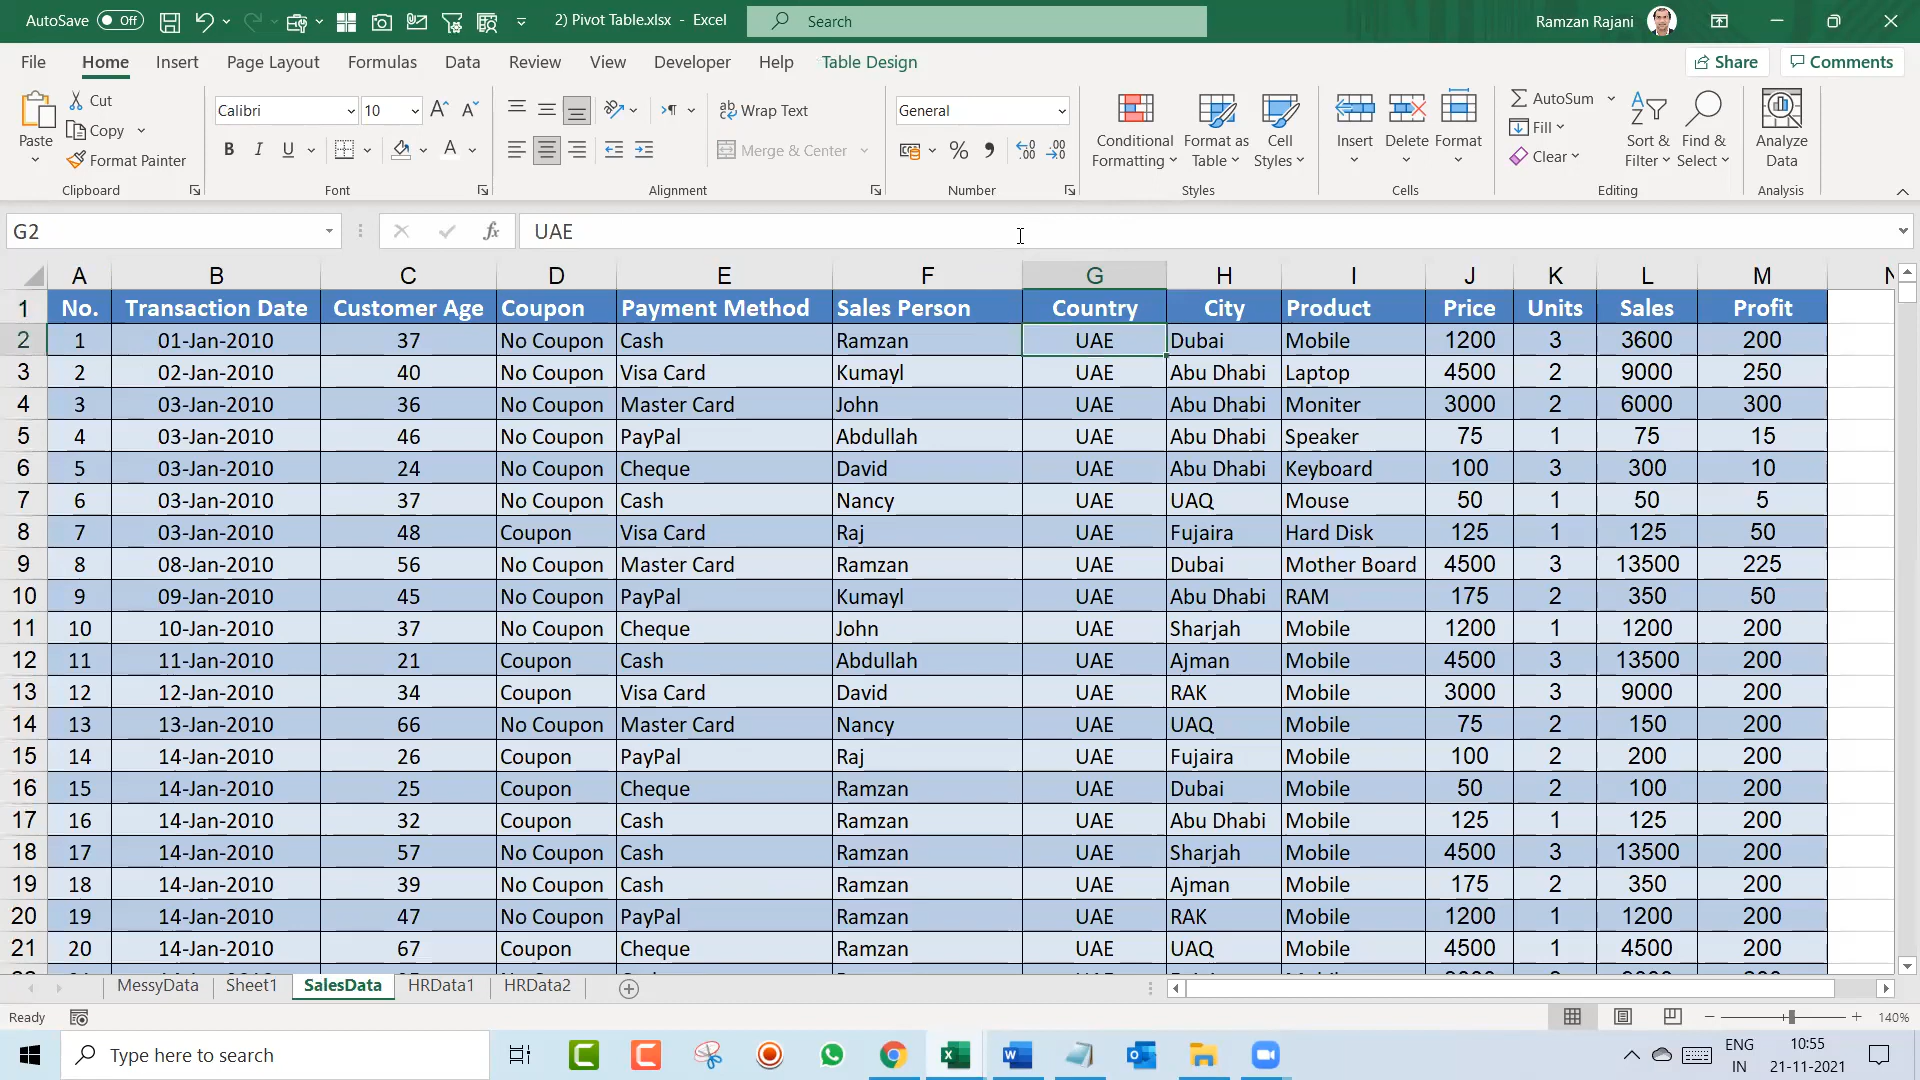 AutoSave Off 2) Pivot Table.xlsx - Excel Search Ramzan Rajani
File Home Insert Page Layout Formulas Data Review View Developer Help Table Design Share Comments
Paste Cut Copy Format Painter Clipboard
Calibri 10 B I U A Font
Wrap Text Merge & Center Alignment
General % Number
Conditional Formatting Format as Table Cell Styles Styles
Insert Delete Format Cells
AutoSum Fill Clear Sort & Filter Find & Select Editing
Analyze Data Analysis
G2 fx UAE
A B C D E F G H I J K L M
1 No. Transaction Date Customer Age Coupon Payment Method Sales Person Country City Product Price Units Sales Profit
2 1 01-Jan-2010 37 No Coupon Cash Ramzan UAE Dubai Mobile 1200 3 3600 200
3 2 02-Jan-2010 40 No Coupon Visa Card Kumayl UAE Abu Dhabi Laptop 4500 2 9000 250
4 3 03-Jan-2010 36 No Coupon Master Card John UAE Abu Dhabi Moniter 3000 2 6000 300
5 4 03-Jan-2010 46 No Coupon PayPal Abdullah UAE Abu Dhabi Speaker 75 1 75 15
6 5 03-Jan-2010 24 No Coupon Cheque David UAE Abu Dhabi Keyboard 100 3 300 10
7 6 03-Jan-2010 37 No Coupon Cash Nancy UAE UAQ Mouse 50 1 50 5
8 7 03-Jan-2010 48 Coupon Visa Card Raj UAE Fujaira Hard Disk 125 1 125 50
9 8 08-Jan-2010 56 No Coupon Master Card Ramzan UAE Dubai Mother Board 4500 3 13500 225
10 9 09-Jan-2010 45 No Coupon PayPal Kumayl UAE Abu Dhabi RAM 175 2 350 50
11 10 10-Jan-2010 37 No Coupon Cheque John UAE Sharjah Mobile 1200 1 1200 200
12 11 11-Jan-2010 21 Coupon Cash Abdullah UAE Ajman Mobile 4500 3 13500 200
13 12 12-Jan-2010 34 Coupon Visa Card David UAE RAK Mobile 3000 3 9000 200
14 13 13-Jan-2010 66 No Coupon Master Card Nancy UAE UAQ Mobile 75 2 150 200
15 14 14-Jan-2010 26 Coupon PayPal Raj UAE Fujaira Mobile 100 2 200 200
16 15 14-Jan-2010 25 Coupon Cheque Ramzan UAE Dubai Mobile 50 2 100 200
17 16 14-Jan-2010 32 Coupon Cash Ramzan UAE Abu Dhabi Mobile 125 1 125 200
18 17 14-Jan-2010 57 No Coupon Cash Ramzan UAE Sharjah Mobile 4500 3 13500 200
19 18 14-Jan-2010 39 No Coupon Cash Ramzan UAE Ajman Mobile 175 2 350 200
20 19 14-Jan-2010 47 No Coupon PayPal Ramzan UAE RAK Mobile 1200 1 1200 200
21 20 14-Jan-2010 67 Coupon Cheque Ramzan UAE UAQ Mobile 4500 1 4500 200
MessyData Sheet1 SalesData HRData1 HRData2
Ready 140%
Type here to search ENG 10:55
IN 21-11-2021